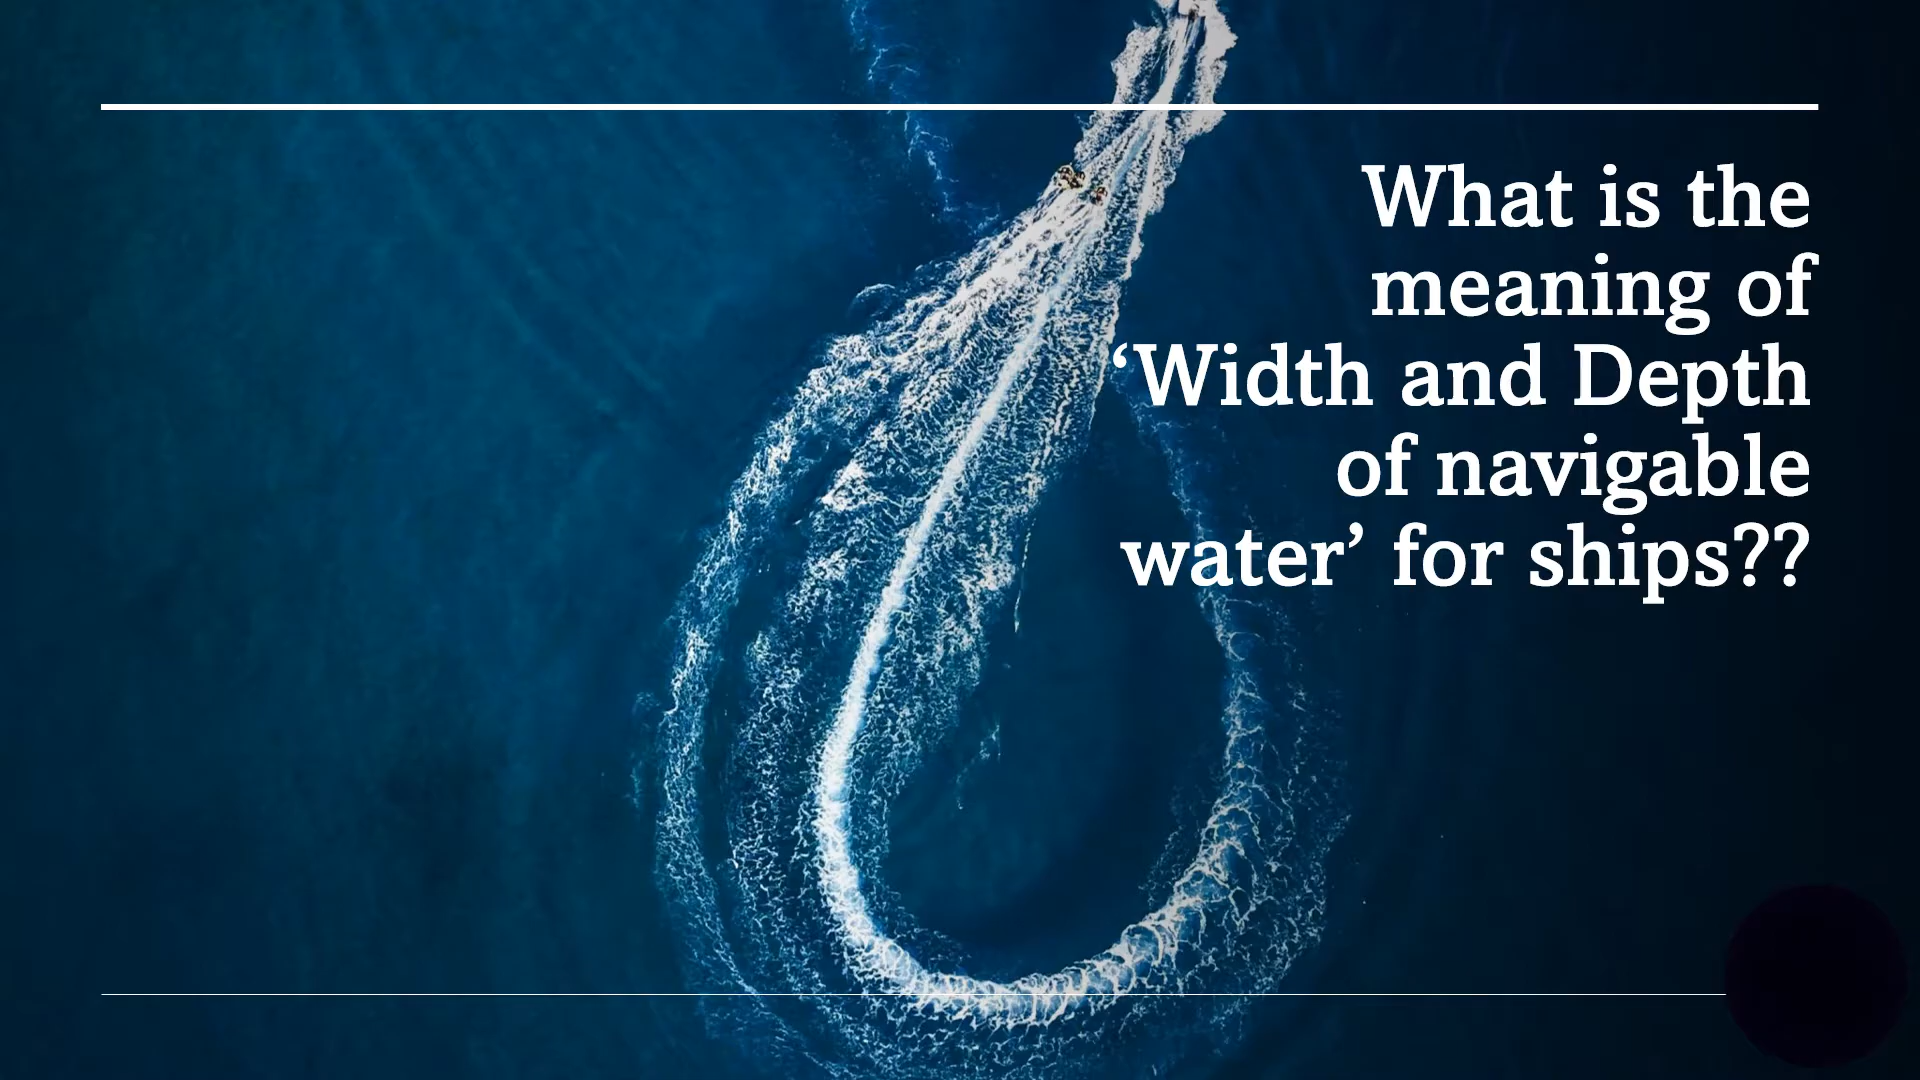 What is the
meaning of
‘Width and Depth
of navigable
water’ for ships??